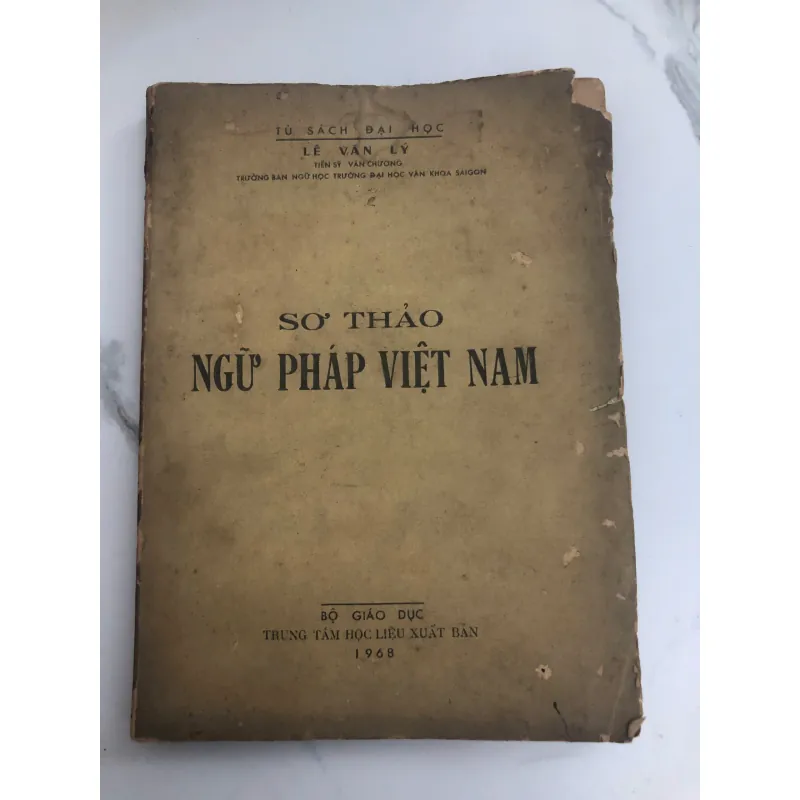 TỦ SÁCH ĐẠI HỌC
LÊ VĂN LÝ
TIẾN SỸ VĂN CHƯƠNG
TRƯỞNG BAN NGỮ HỌC TRƯỜNG ĐẠI HỌC VĂN KHOA SAIGON
SƠ THẢO
NGỮ PHÁP VIỆT NAM
BỘ GIÁO DỤC
TRUNG TÂM HỌC LIỆU XUẤT BẢN
1968